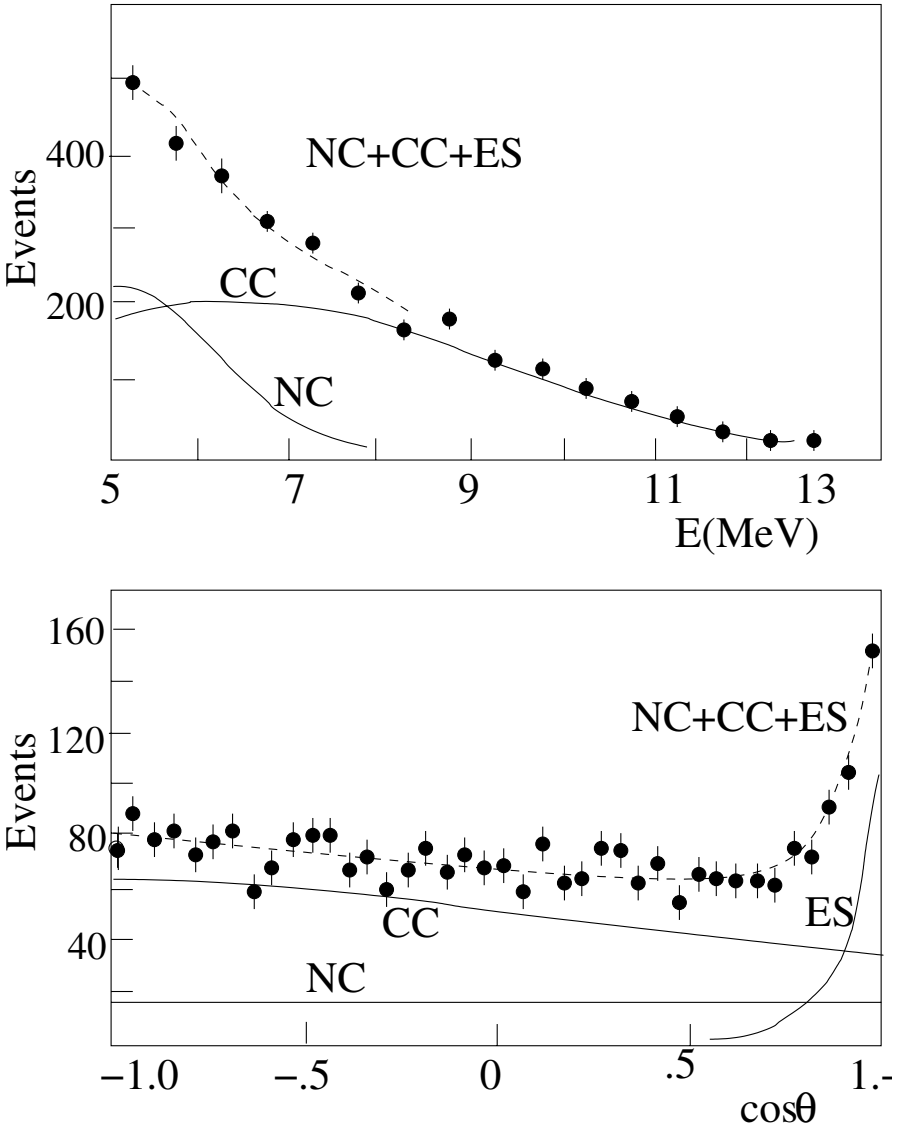 Events
400
200
NC+CC+ES
CC
NC
5 7 9 11 13
E(MeV)
Events
160
120
80
40
NC+CC+ES
ES
CC
NC
−1.0 −.5 0 .5 1.-
cosθ